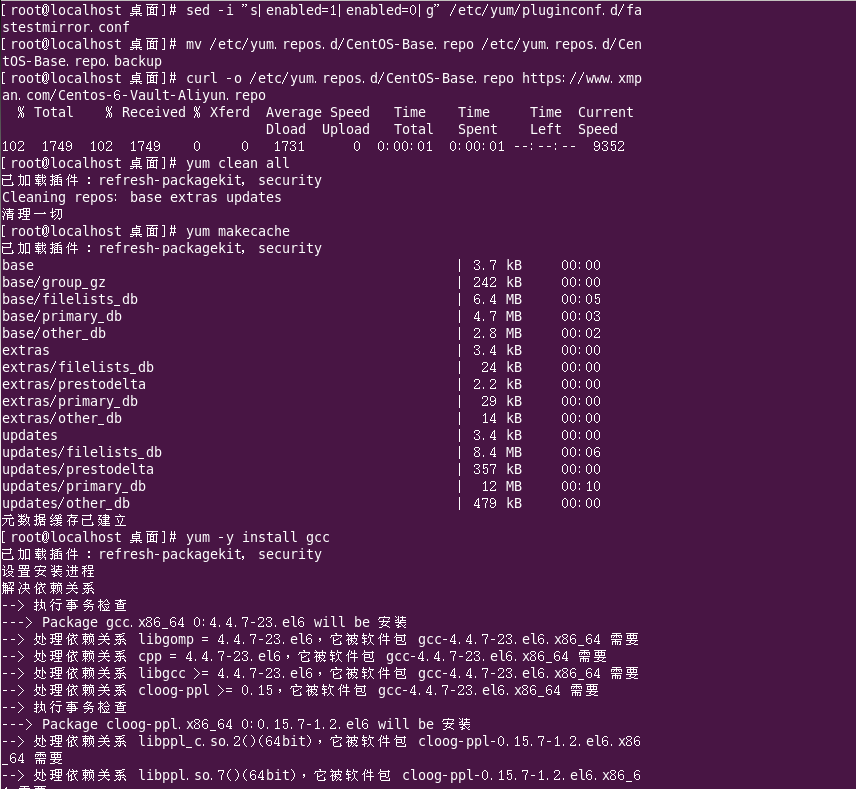 [root@localhost 桌面]# sed -i "s|enabled=1|enabled=0|g" /etc/yum/pluginconf.d/fa
stestmirror.conf
[root@localhost 桌面]# mv /etc/yum.repos.d/CentOS-Base.repo /etc/yum.repos.d/Cen
tOS-Base.repo.backup
[root@localhost 桌面]# curl -o /etc/yum.repos.d/CentOS-Base.repo https://www.xmp
an.com/Centos-6-Vault-Aliyun.repo
  % Total    % Received % Xferd  Average Speed   Time    Time     Time  Current
                                 Dload  Upload   Total   Spent    Left  Speed
102  1749  102  1749    0     0   1731      0  0:00:01  0:00:01 --:--:--  9352
[root@localhost 桌面]# yum clean all
已加载插件：refresh-packagekit, security
Cleaning repos: base extras updates
清理一切
[root@localhost 桌面]# yum makecache
已加载插件：refresh-packagekit, security
base | 3.7 kB 00:00
base/group_gz | 242 kB 00:00
base/filelists_db | 6.4 MB 00:05
base/primary_db | 4.7 MB 00:03
base/other_db | 2.8 MB 00:02
extras | 3.4 kB 00:00
extras/filelists_db | 24 kB 00:00
extras/prestodelta | 2.2 kB 00:00
extras/primary_db | 29 kB 00:00
extras/other_db | 14 kB 00:00
updates | 3.4 kB 00:00
updates/filelists_db | 8.4 MB 00:06
updates/prestodelta | 357 kB 00:00
updates/primary_db | 12 MB 00:10
updates/other_db | 479 kB 00:00
元数据缓存已建立
[root@localhost 桌面]# yum -y install gcc
已加载插件：refresh-packagekit, security
设置安装进程
解决依赖关系
--> 执行事务检查
---> Package gcc.x86_64 0:4.4.7-23.el6 will be 安装
--> 处理依赖关系 libgomp = 4.4.7-23.el6，它被软件包 gcc-4.4.7-23.el6.x86_64 需要
--> 处理依赖关系 cpp = 4.4.7-23.el6，它被软件包 gcc-4.4.7-23.el6.x86_64 需要
--> 处理依赖关系 libgcc >= 4.4.7-23.el6，它被软件包 gcc-4.4.7-23.el6.x86_64 需要
--> 处理依赖关系 cloog-ppl >= 0.15，它被软件包 gcc-4.4.7-23.el6.x86_64 需要
--> 执行事务检查
---> Package cloog-ppl.x86_64 0:0.15.7-1.2.el6 will be 安装
--> 处理依赖关系 libppl_c.so.2()(64bit)，它被软件包 cloog-ppl-0.15.7-1.2.el6.x86
_64 需要
--> 处理依赖关系 libppl.so.7()(64bit)，它被软件包 cloog-ppl-0.15.7-1.2.el6.x86_6